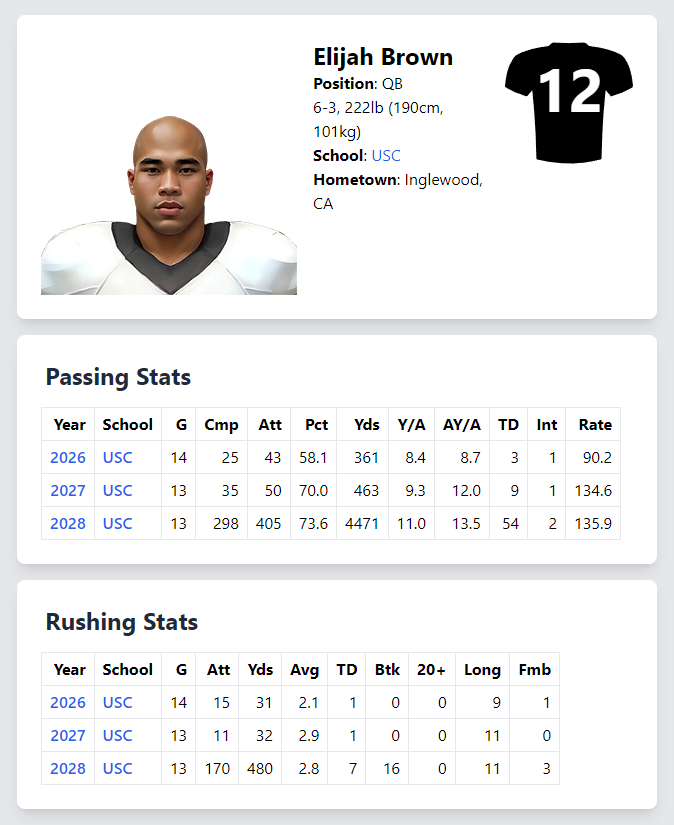 Elijah Brown
Position: QB
6-3, 222lb (190cm,
101kg)
School: USC
Hometown: Inglewood,
CA
12
Passing Stats
Year School G Cmp Att Pct Yds Y/A AY/A TD Int Rate
2026 USC 14 25 43 58.1 361 8.4 8.7 3 1 90.2
2027 USC 13 35 50 70.0 463 9.3 12.0 9 1 134.6
2028 USC 13 298 405 73.6 4471 11.0 13.5 54 2 135.9
Rushing Stats
Year School G Att Yds Avg TD Btk 20+ Long Fmb
2026 USC 14 15 31 2.1 1 0 0 9 1
2027 USC 13 11 32 2.9 1 0 0 11 0
2028 USC 13 170 480 2.8 7 16 0 11 3